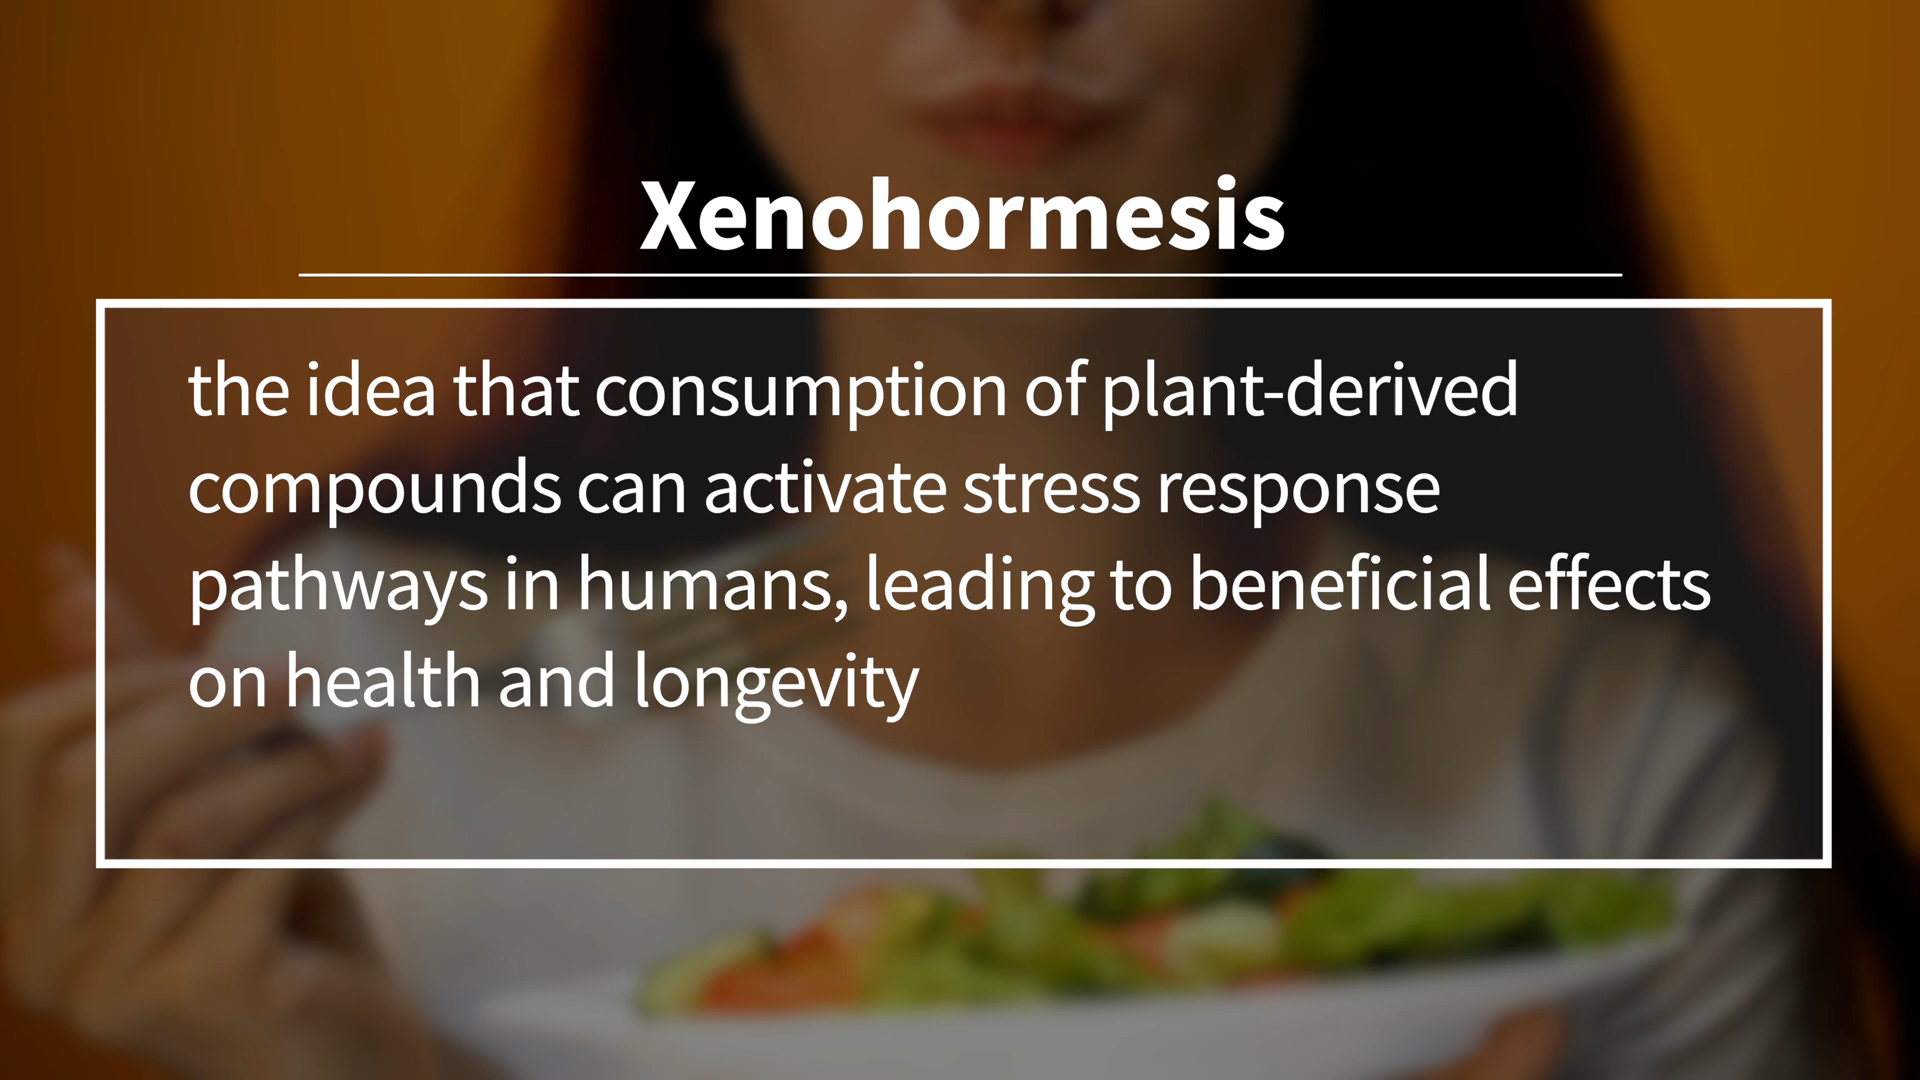 Xenohormesis
the idea that consumption of plant-derived
compounds can activate stress response
pathways in humans, leading to beneficial effects
on health and longevity